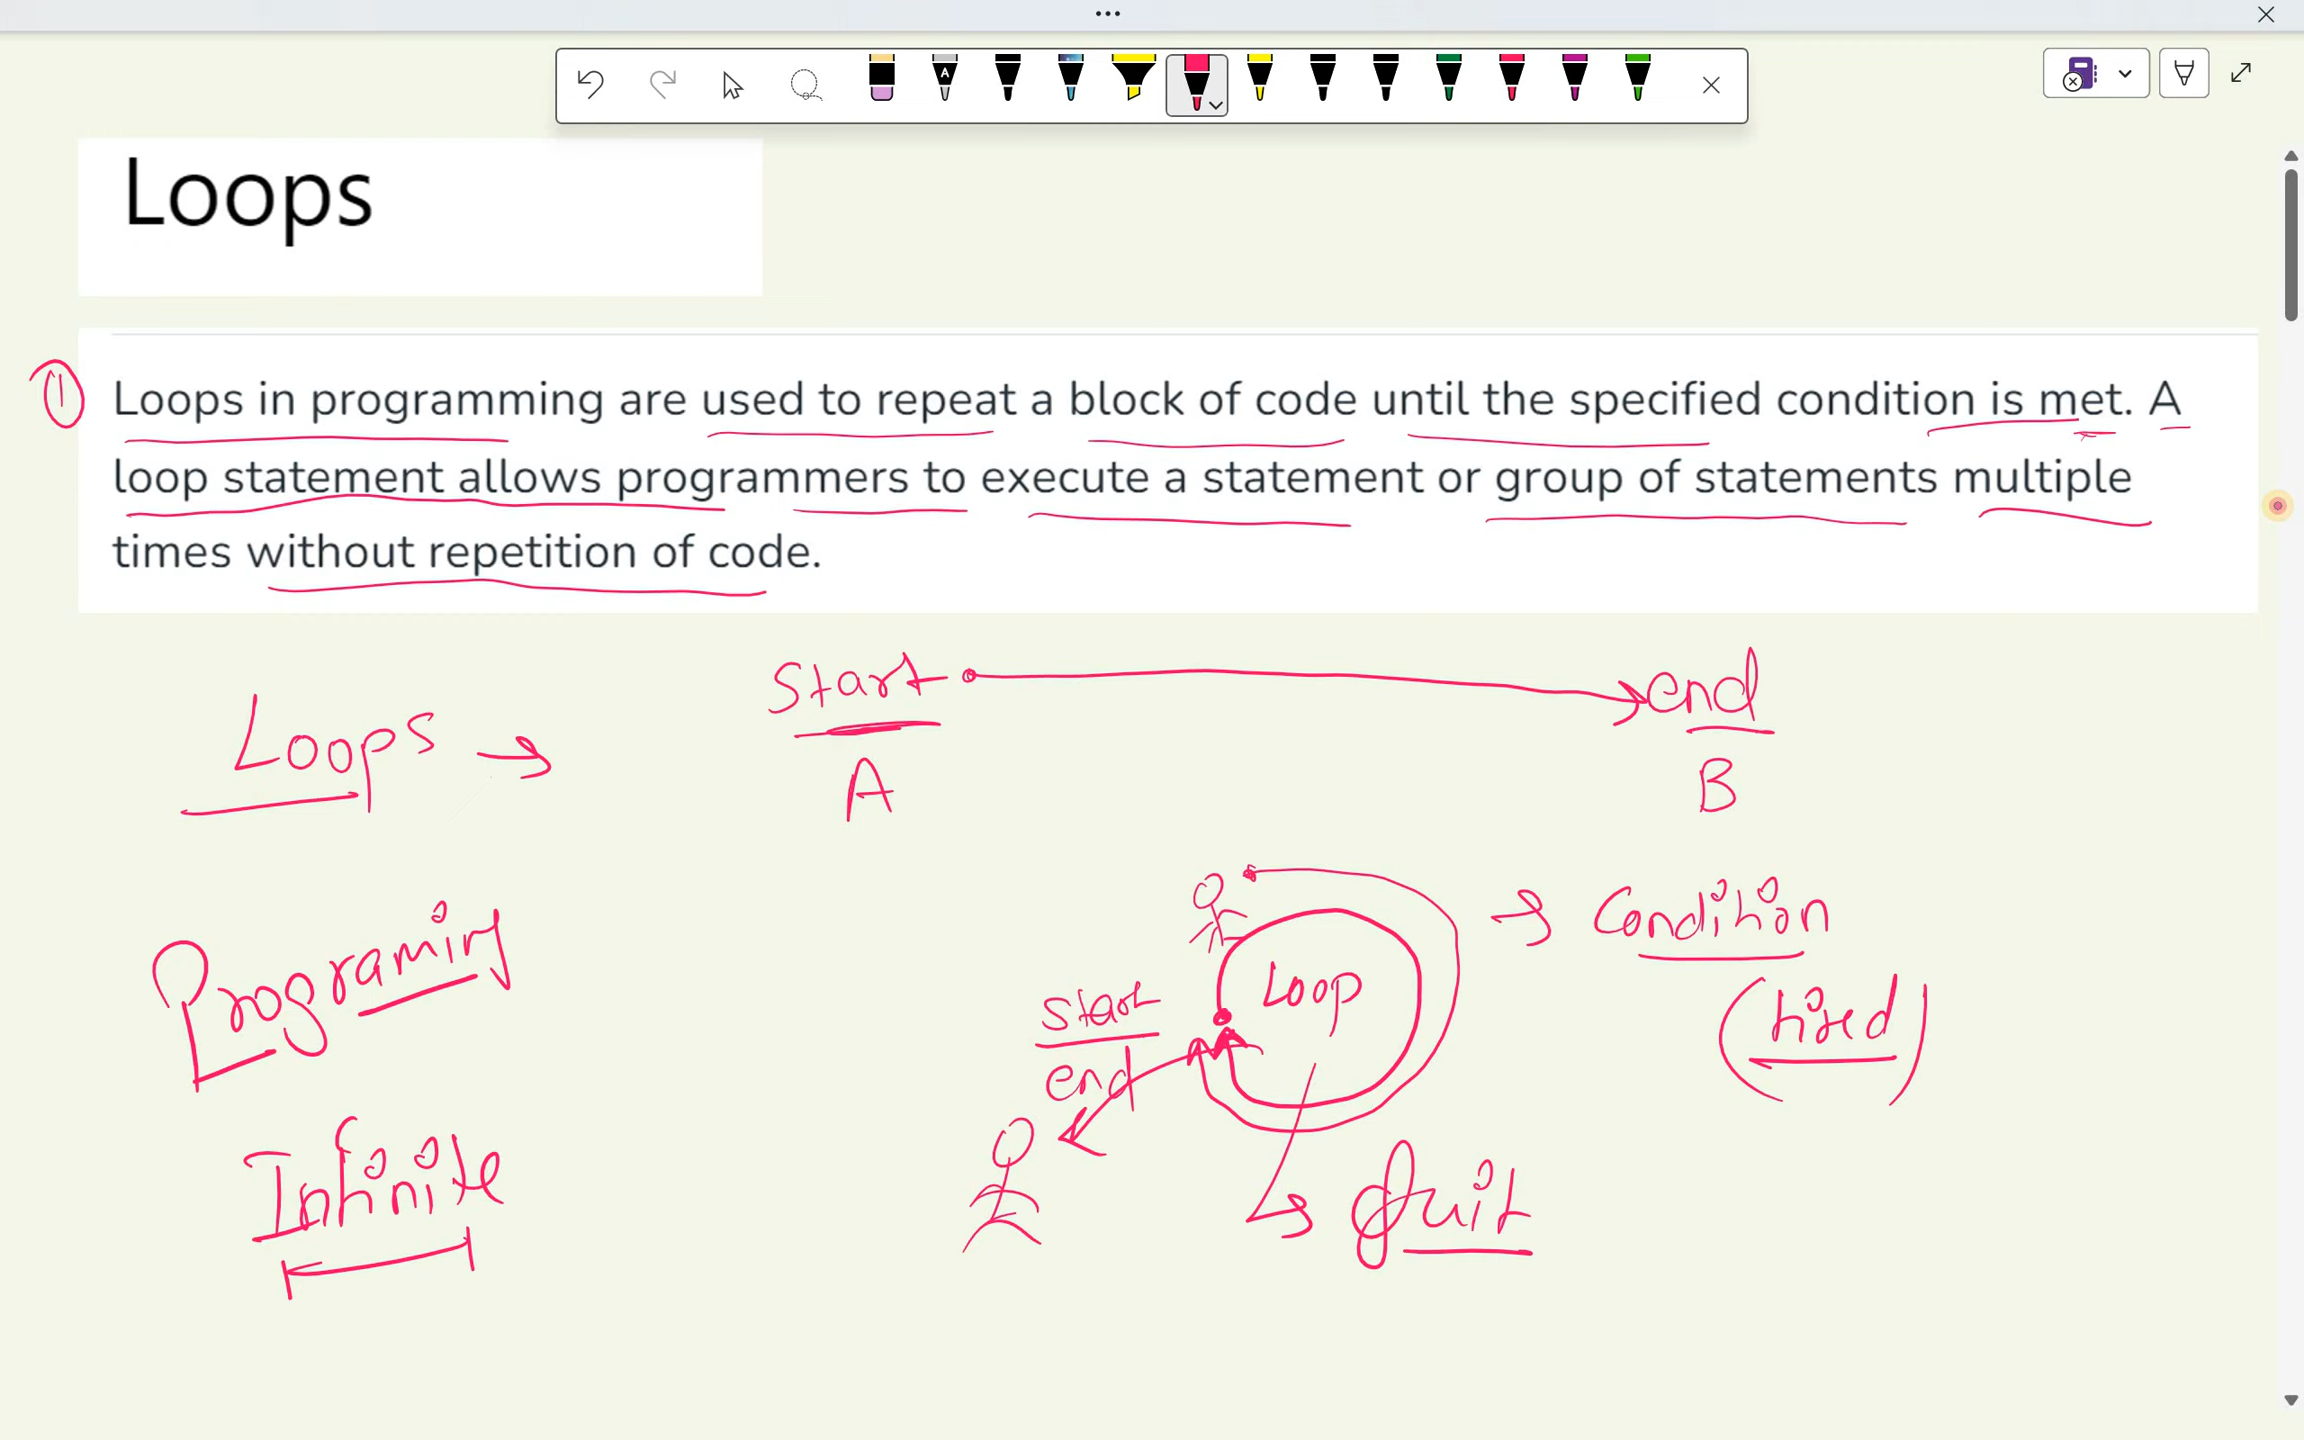 Loops
① Loops in programming are used to repeat a block of code until the specified condition is met. A
loop statement allows programmers to execute a statement or group of statements multiple
times without repetition of code.
Loops → Start → end
A B
Programing
Loop → Condition
start (tired)
end
Infinite
→ Quit